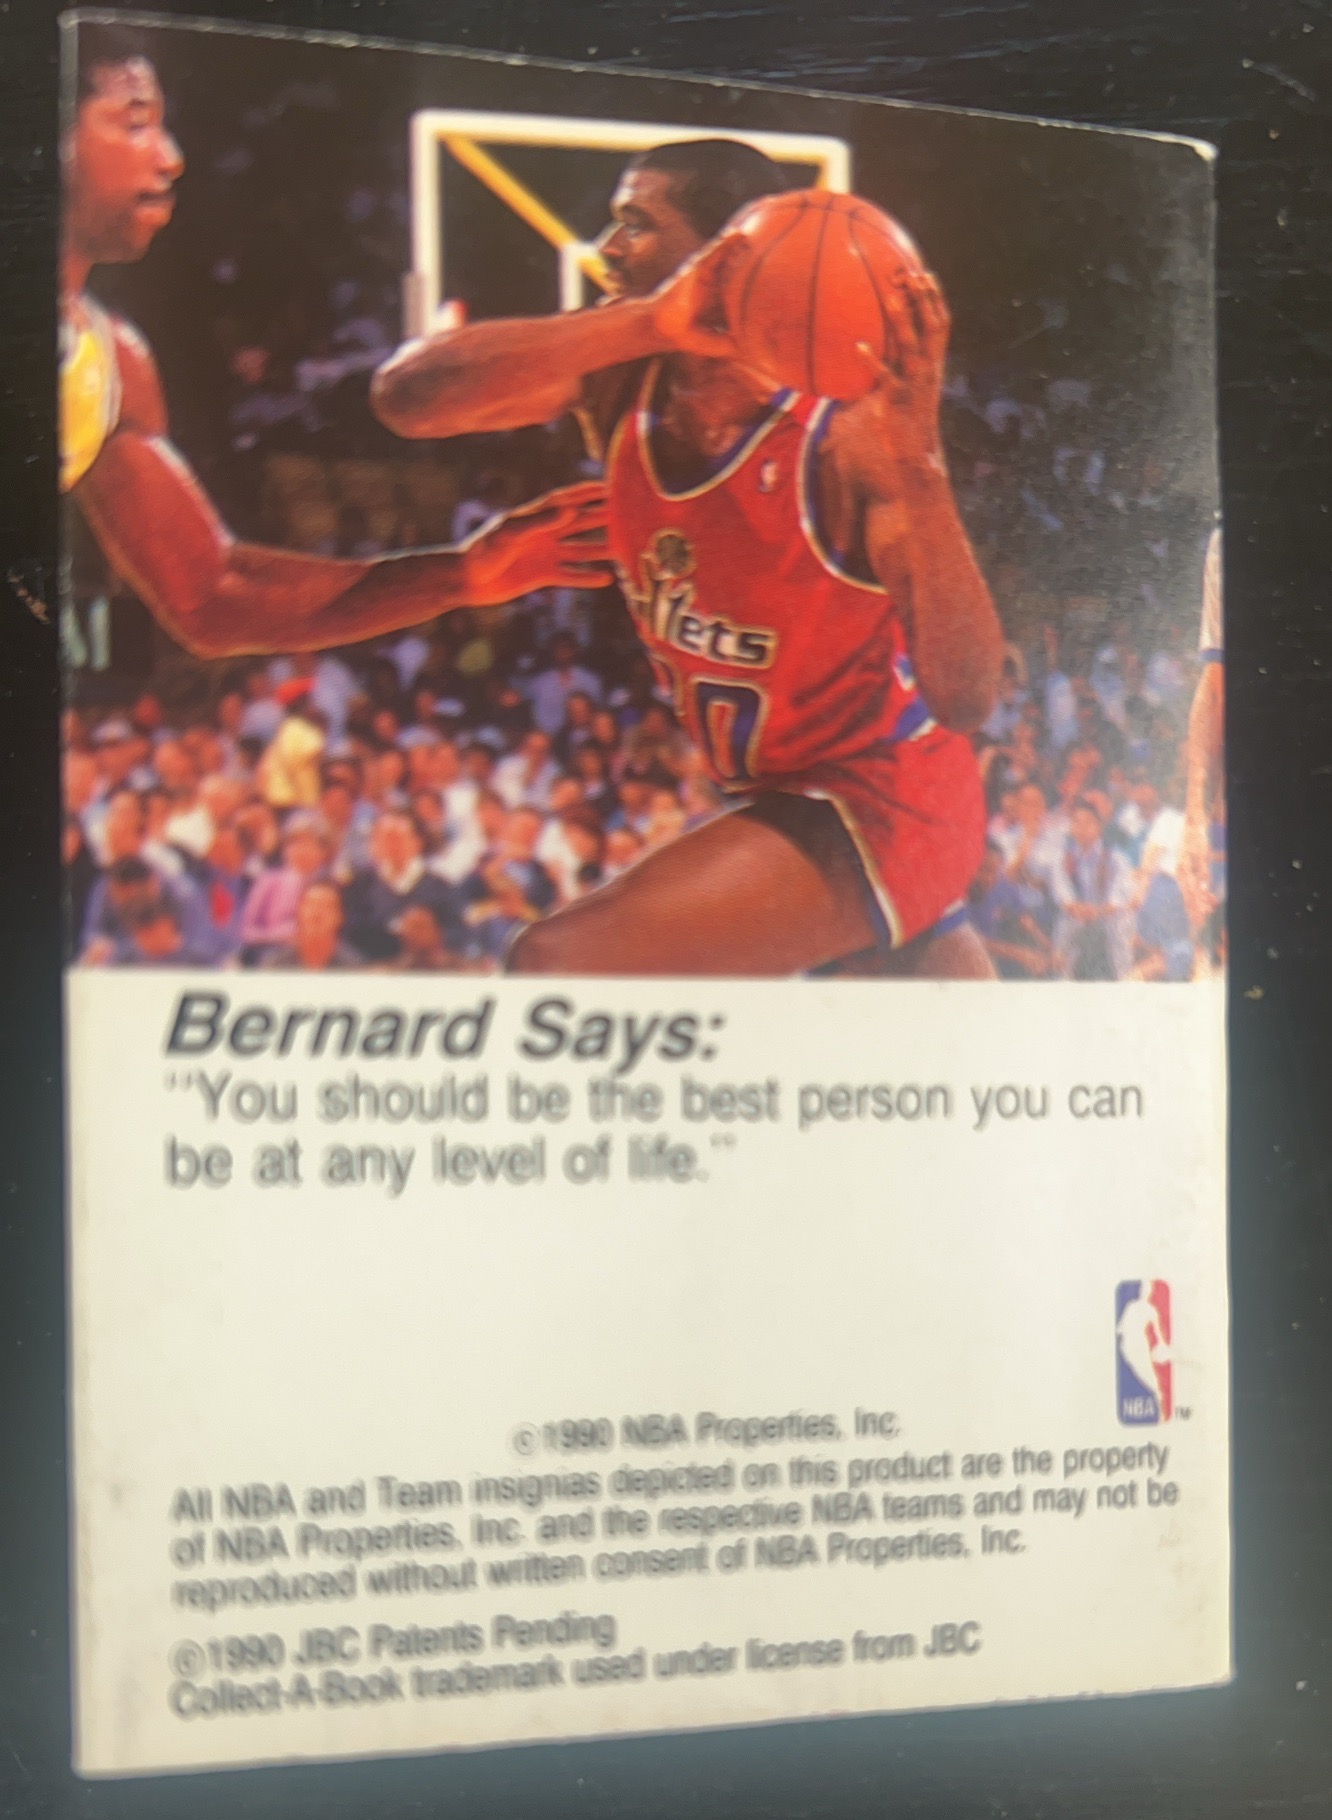 llets
0
Bernard Says:
"You should be the best person you can
be at any level of life."
NBA
TM
©1990 NBA Properties, Inc.
All NBA and Team insignias depicted on this product are the property
of NBA Properties, Inc. and the respective NBA teams and may not be
reproduced without written consent of NBA Properties, Inc.
©1990 JBC Patents Pending
Collect-A-Book trademark used under license from JBC